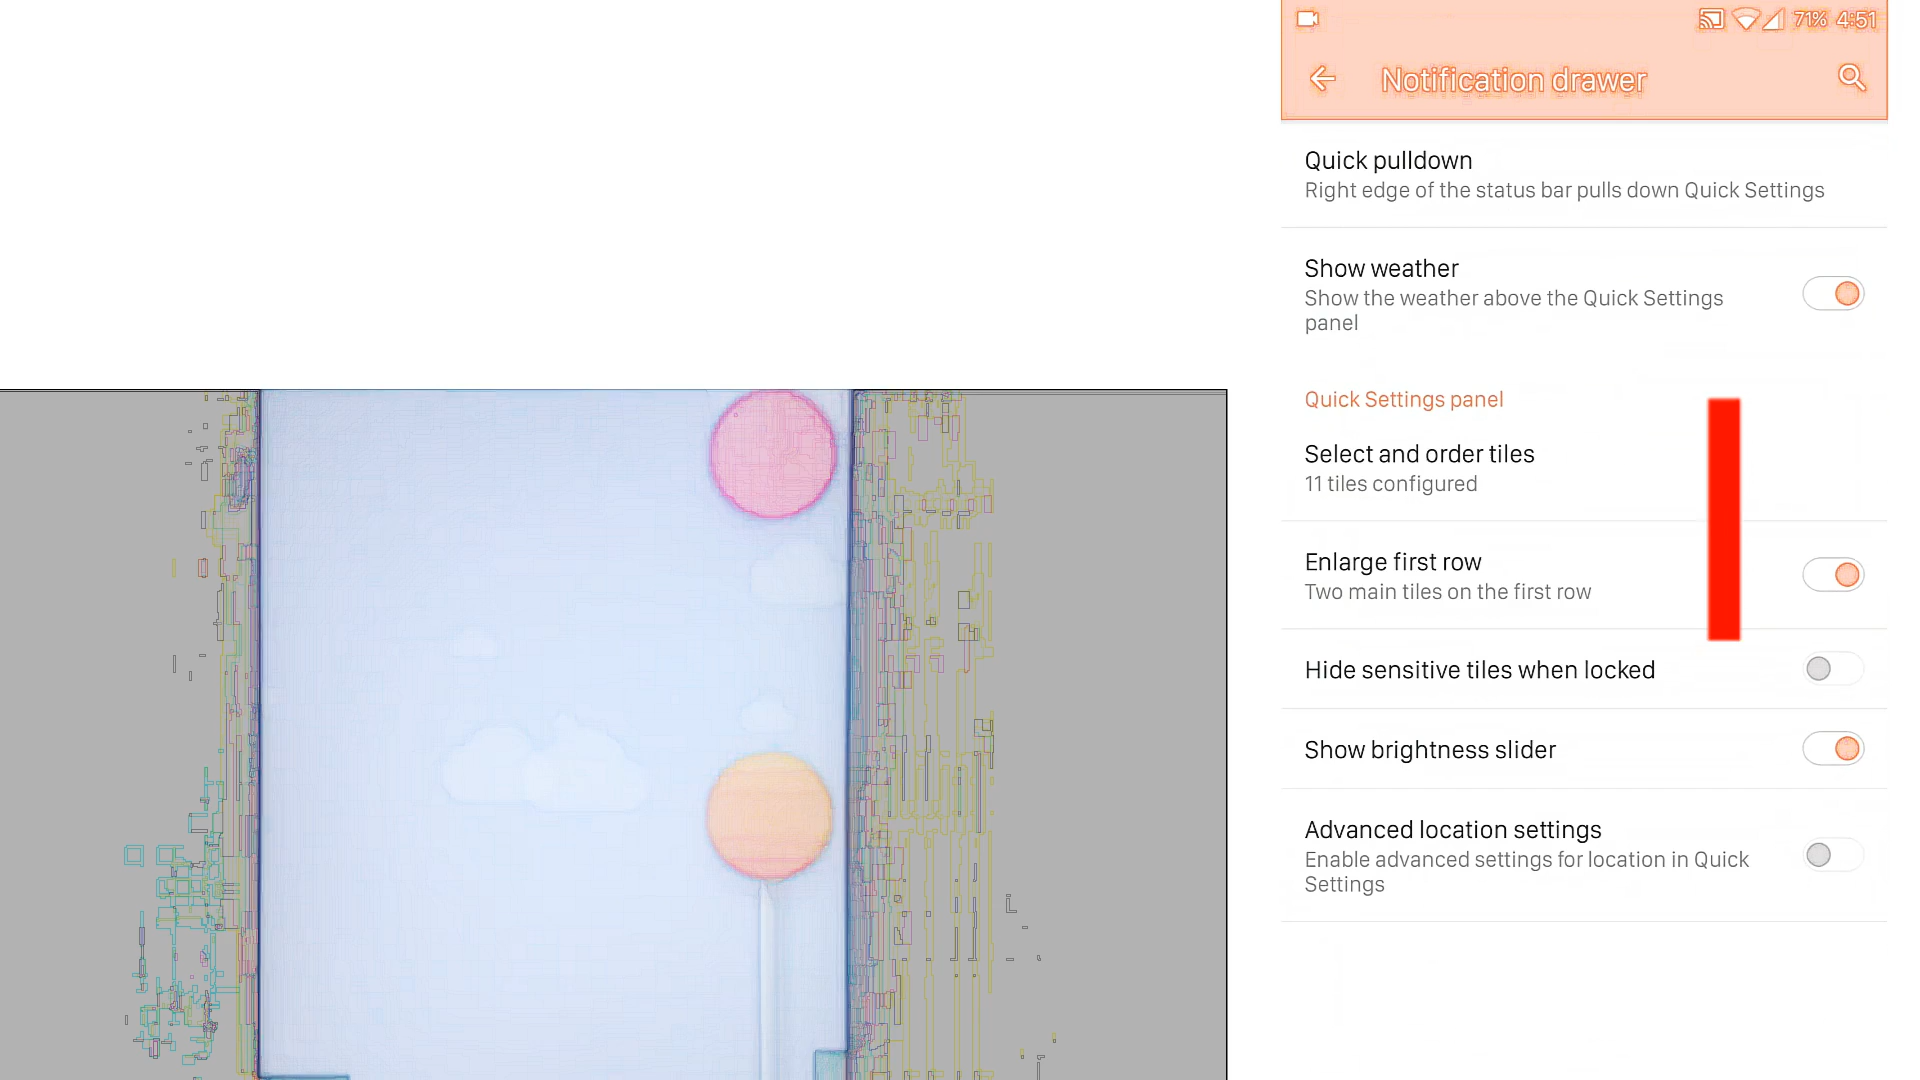 71% 4:51
Notification drawer
Quick pulldown
Right edge of the status bar pulls down Quick Settings
Show weather
Show the weather above the Quick Settings
panel
Quick Settings panel
Select and order tiles
11 tiles configured
Enlarge first row
Two main tiles on the first row
Hide sensitive tiles when locked
Show brightness slider
Advanced location settings
Enable advanced settings for location in Quick
Settings